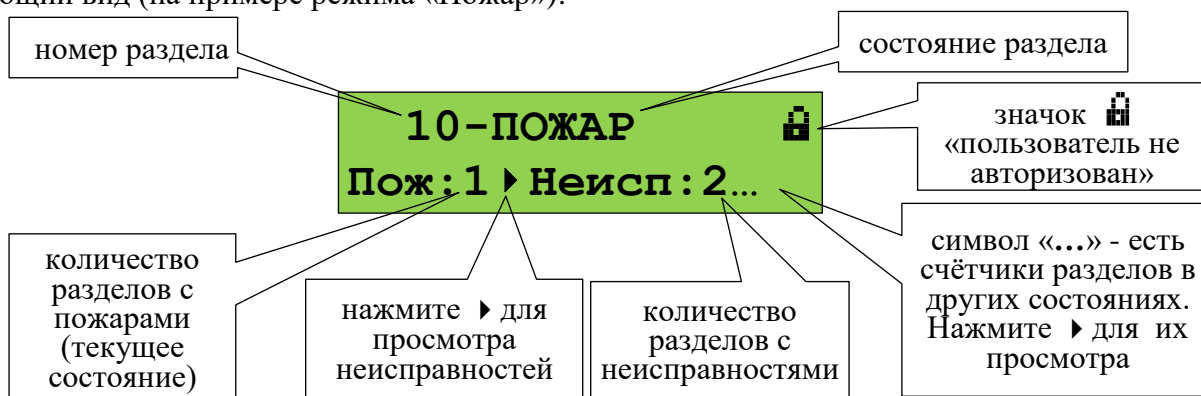 ощий вид (на примере режима «Пожар»):
номер раздела
состояние раздела
10-ПОЖАР
значок
«пользователь не
авторизован»
Пож:1▶Неисп:2…
количество
разделов с
пожарами
(текущее
состояние)
нажмите ▶ для
просмотра
неисправностей
количество
разделов с
неисправностями
символ «…» - есть
счётчики разделов в
других состояниях.
Нажмите ▶ для их
просмотра